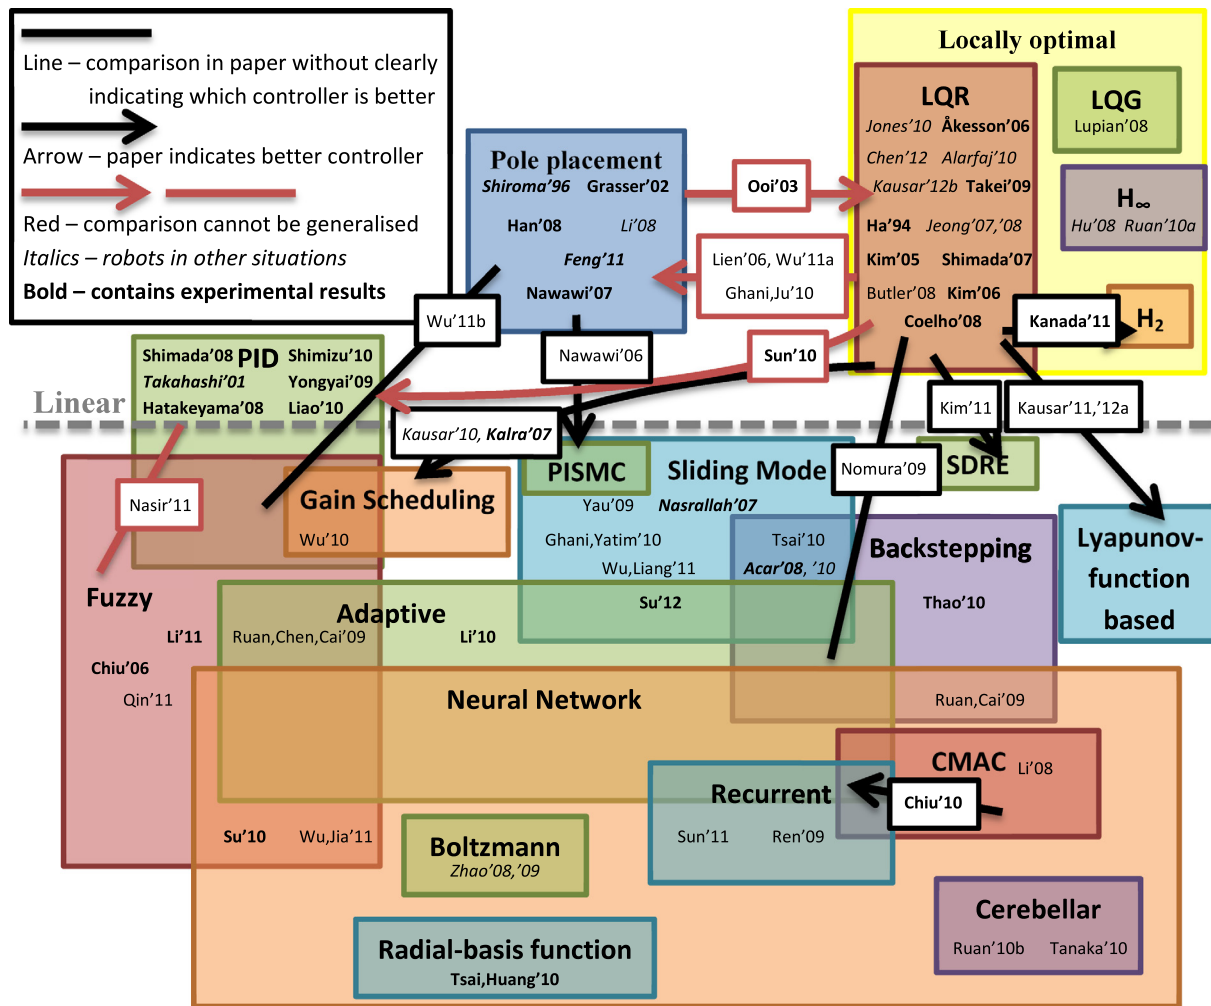 Line – comparison in paper without clearly
indicating which controller is better
Arrow – paper indicates better controller
Red – comparison cannot be generalised
Italics – robots in other situations
Bold – contains experimental results
Locally optimal
LQR
Jones’10 Åkesson’06
Chen’12 Alarfaj’10
Kausar’12b Takei’09
Ha’94 Jeong’07,’08
Kim’05 Shimada’07
Butler’08 Kim’06
Coelho’08
LQG
Lupian’08
H∞
Hu’08 Ruan’10a
H2
Kanada’11
Pole placement
Shiroma’96 Grasser’02
Han’08 Li’08
Feng’11
Nawawi’07
Ooi’03
Lien’06, Wu’11a
Ghani,Ju’10
Wu’11b
Nawawi’06
Sun’10
Shimada’08 PID Shimizu’10
Takahashi’01 Yongyai’09
Hatakeyama’08 Liao’10
Linear
Kausar’10, Kalra’07
Kim’11
Kausar’11,’12a
Nasir’11
Gain Scheduling
Wu’10
PISMC
Sliding Mode
Nomura’09
SDRE
Yau’09 Nasrallah’07
Ghani,Yatim’10 Tsai’10
Wu,Liang’11 Acar’08, ’10
Su’12
Backstepping
Thao’10
Ruan,Cai’09
Lyapunov-
function
based
Fuzzy
Li’11
Chiu’06
Qin’11
Adaptive
Ruan,Chen,Cai’09 Li’10
Neural Network
CMAC Li’08
Chiu’10
Recurrent
Sun’11 Ren’09
Su’10 Wu,Jia’11
Boltzmann
Zhao’08,’09
Cerebellar
Ruan’10b Tanaka’10
Radial-basis function
Tsai,Huang’10